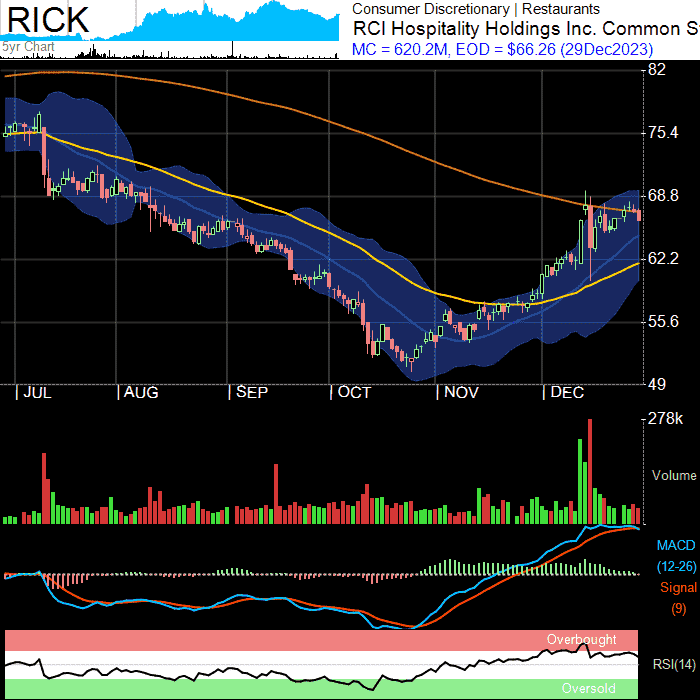 RICK
5yr Chart
Consumer Discretionary | Restaurants
RCI Hospitality Holdings Inc. Common S
MC = 620.2M, EOD = $66.26 (29Dec2023)
82
75.4
68.8
62.2
55.6
49
JUL AUG SEP OCT NOV DEC
278k
Volume
MACD
(12-26)
Signal
(9)
Overbought
RSI(14)
Oversold